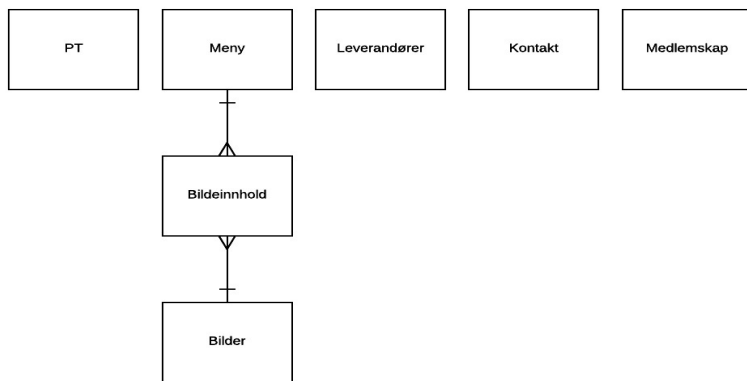 PT
Meny
Leverandører
Kontakt
Medlemskap
Bildeinnhold
Bilder